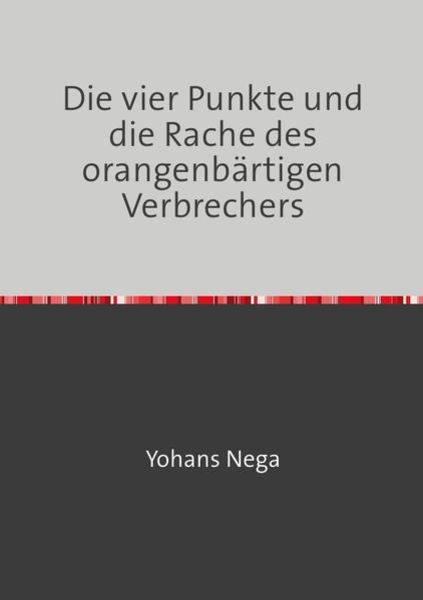 Die vier Punkte und
die Rache des
orangenbärtigen
Verbrechers
Yohans Nega